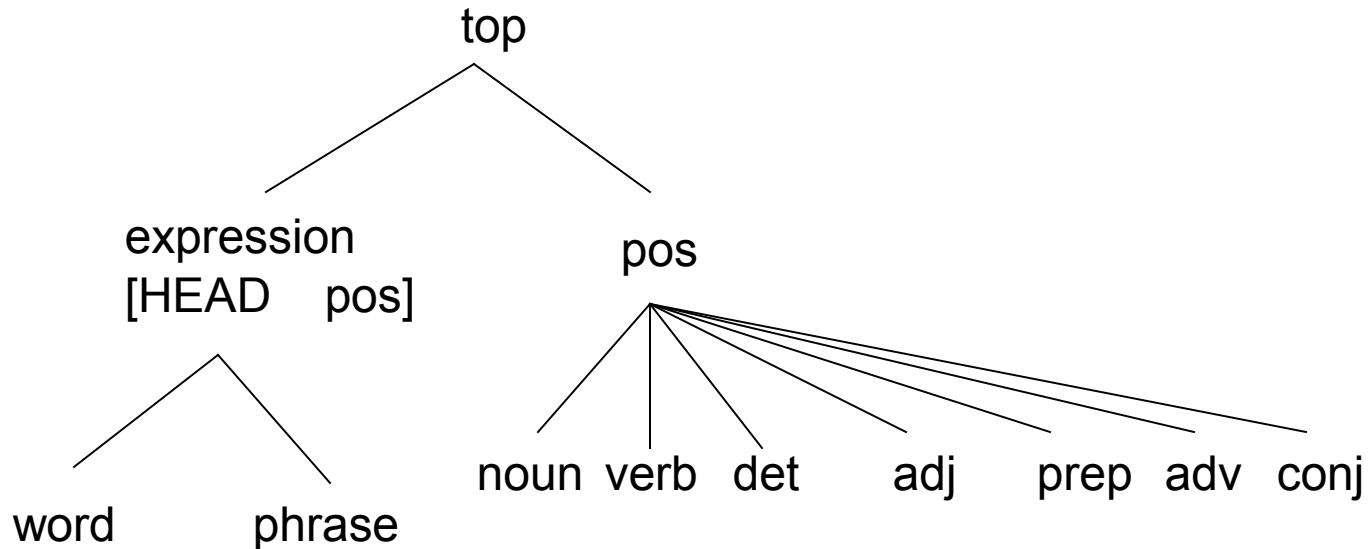 top
expression
[HEAD pos]
pos
noun verb det adj prep adv conj
word phrase